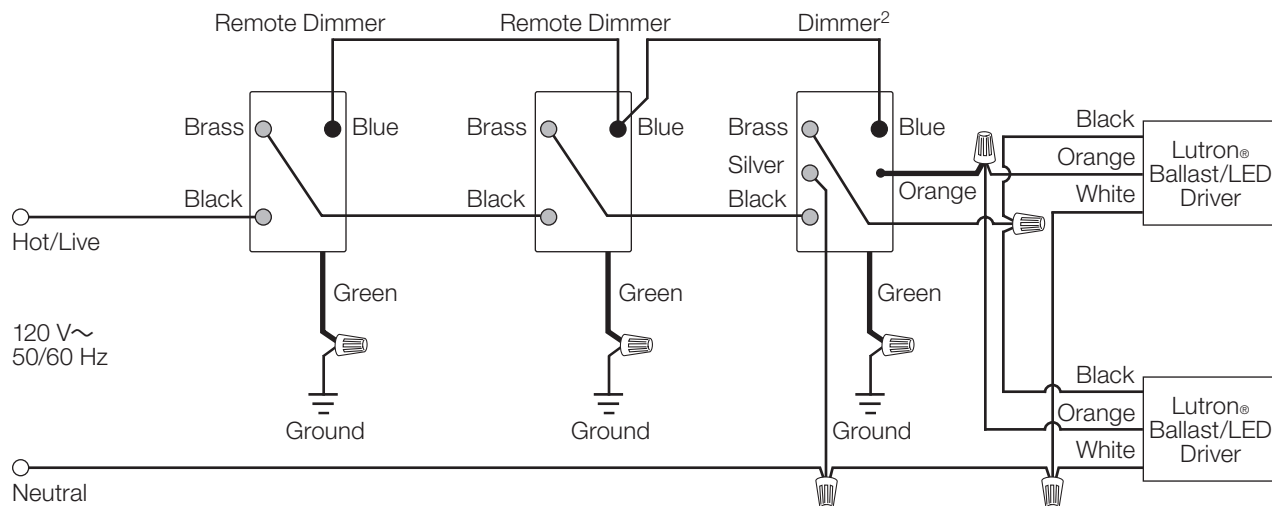 Remote Dimmer
Remote Dimmer
Dimmer²
Brass
Blue
Brass
Blue
Brass
Blue
Black
Lutron®
Ballast/LED
Driver
Silver
Orange
Orange
White
Black
Black
Black
Hot/Live
Green
Green
Green
120 V~
50/60 Hz
Black
Orange
White
Lutron®
Ballast/LED
Driver
Ground
Ground
Ground
Neutral